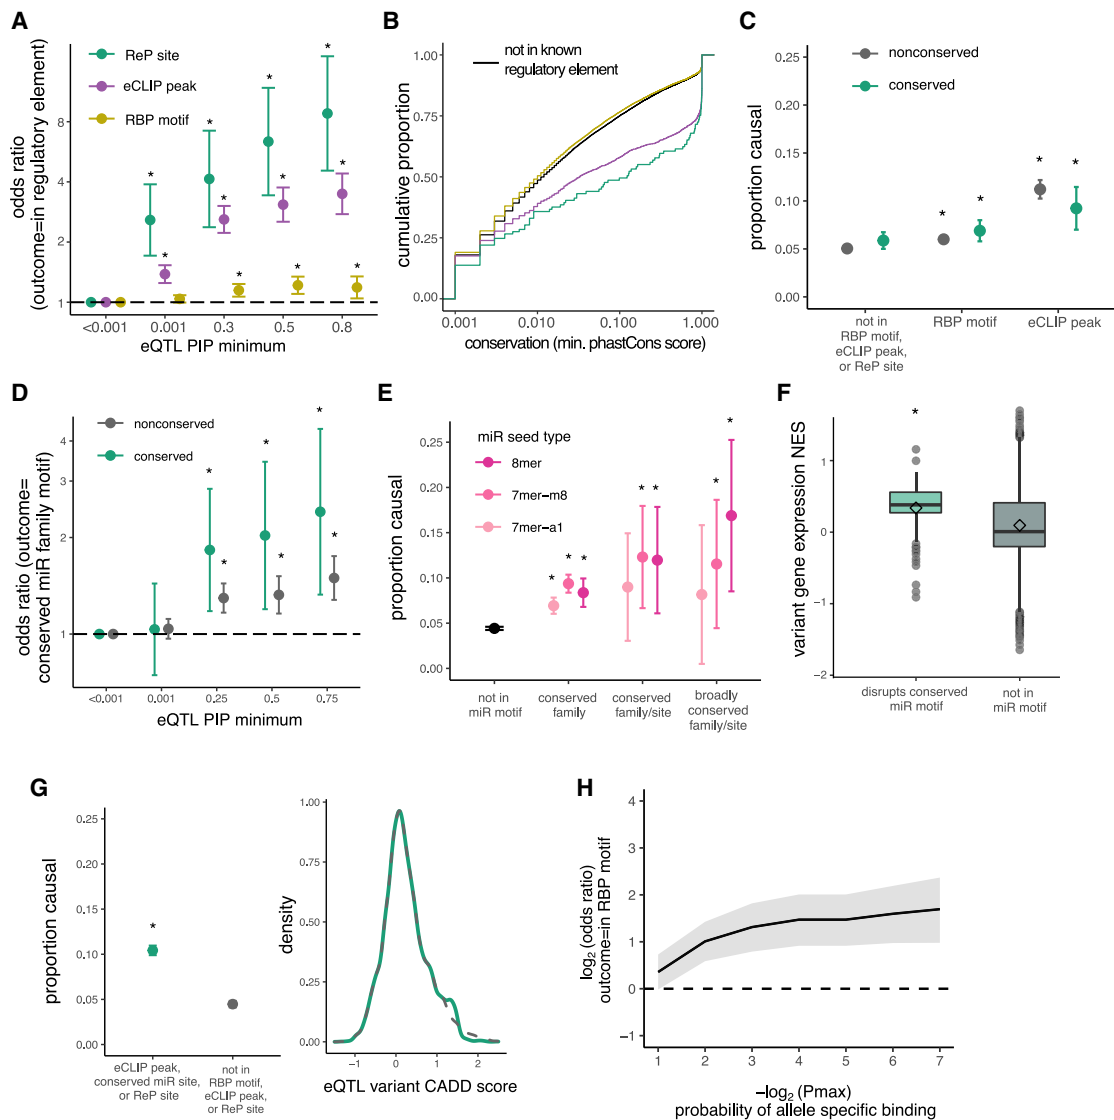 A
ReP site
eCLIP peak
RBP motif
odds ratio
(outcome=in regulatory element)
8
4
2
1
* * * * * * * * * * * *
<0.001 0.001 0.3 0.5 0.8
eQTL PIP minimum
B
not in known
regulatory element
cumulative proportion
1.00
0.75
0.50
0.25
0.00
0.001 0.010 0.100 1.000
conservation (min. phastCons score)
C
nonconserved
conserved
proportion causal
0.25
0.20
0.15
0.10
0.05
0.00
* * * *
not in
RBP motif,
eCLIP peak,
or ReP site
RBP motif
eCLIP peak
D
nonconserved
conserved
odds ratio (outcome=
conserved miR family motif)
4
3
2
1
* * * * * *
<0.001 0.001 0.25 0.5 0.75
eQTL PIP minimum
E
miR seed type
8mer
7mer−m8
7mer−a1
proportion causal
0.25
0.20
0.15
0.10
0.05
0.00
* * * * * * *
not in
miR motif
conserved
family
conserved
family/site
broadly
conserved
family/site
F
variant gene expression NES
1
0
−1
−2
*
disrupts conserved
miR motif
not in
miR motif
G
proportion causal
0.25
0.20
0.15
0.10
0.05
0.00
*
eCLIP peak,
conserved miR site,
or ReP site
not in
RBP motif,
eCLIP peak,
or ReP site
density
1.00
0.75
0.50
0.25
0.00
−1 0 1 2
eQTL variant CADD score
H
log2 (odds ratio)
outcome=in RBP motif
4
3
2
1
0
−1
1 2 3 4 5 6 7
−log2 (Pmax)
probability of allele specific binding